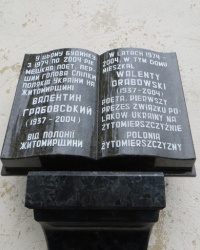 У ЦЬОМУ БУДИНКУ
З 1974 ПО 2004 РІК
МЕШКАВ ПОЕТ, ПЕР-
ШИЙ ГОЛОВА СПІЛКИ
ПОЛЯКІВ УКРАЇНИ НА
ЖИТОМИРЩИНІ
ВАЛЕНТИН
ГРАБОВСЬКИЙ
(1937 - 2004)
ВІД ПОЛОНІЇ
ЖИТОМИРЩИНИ
W LATACH 1974 -
2004, W TYM DOMU
MIESZKAŁ
WALENTY
GRABOWSKI
(1937-2004)
POETA, PIERWSZY
PREZES ZWIĄZKU PO-
LAKÓW UKRAINY NA
ŻYTOMIERSZCZYŹNIE
POLONIA
ŻYTOMIERSZCZYZNY